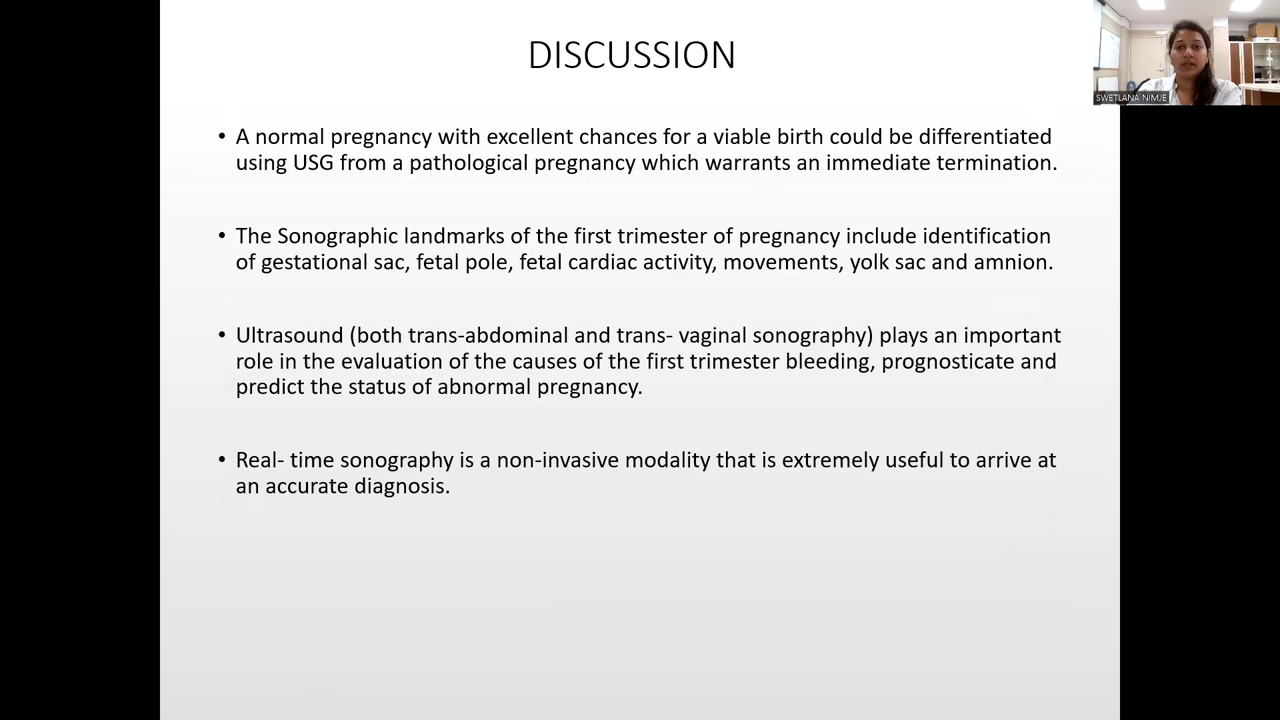 DISCUSSION
SWETLANA NIMJE
• A normal pregnancy with excellent chances for a viable birth could be differentiated
using USG from a pathological pregnancy which warrants an immediate termination.
• The Sonographic landmarks of the first trimester of pregnancy include identification
of gestational sac, fetal pole, fetal cardiac activity, movements, yolk sac and amnion.
• Ultrasound (both trans-abdominal and trans- vaginal sonography) plays an important
role in the evaluation of the causes of the first trimester bleeding, prognosticate and
predict the status of abnormal pregnancy.
• Real- time sonography is a non-invasive modality that is extremely useful to arrive at
an accurate diagnosis.